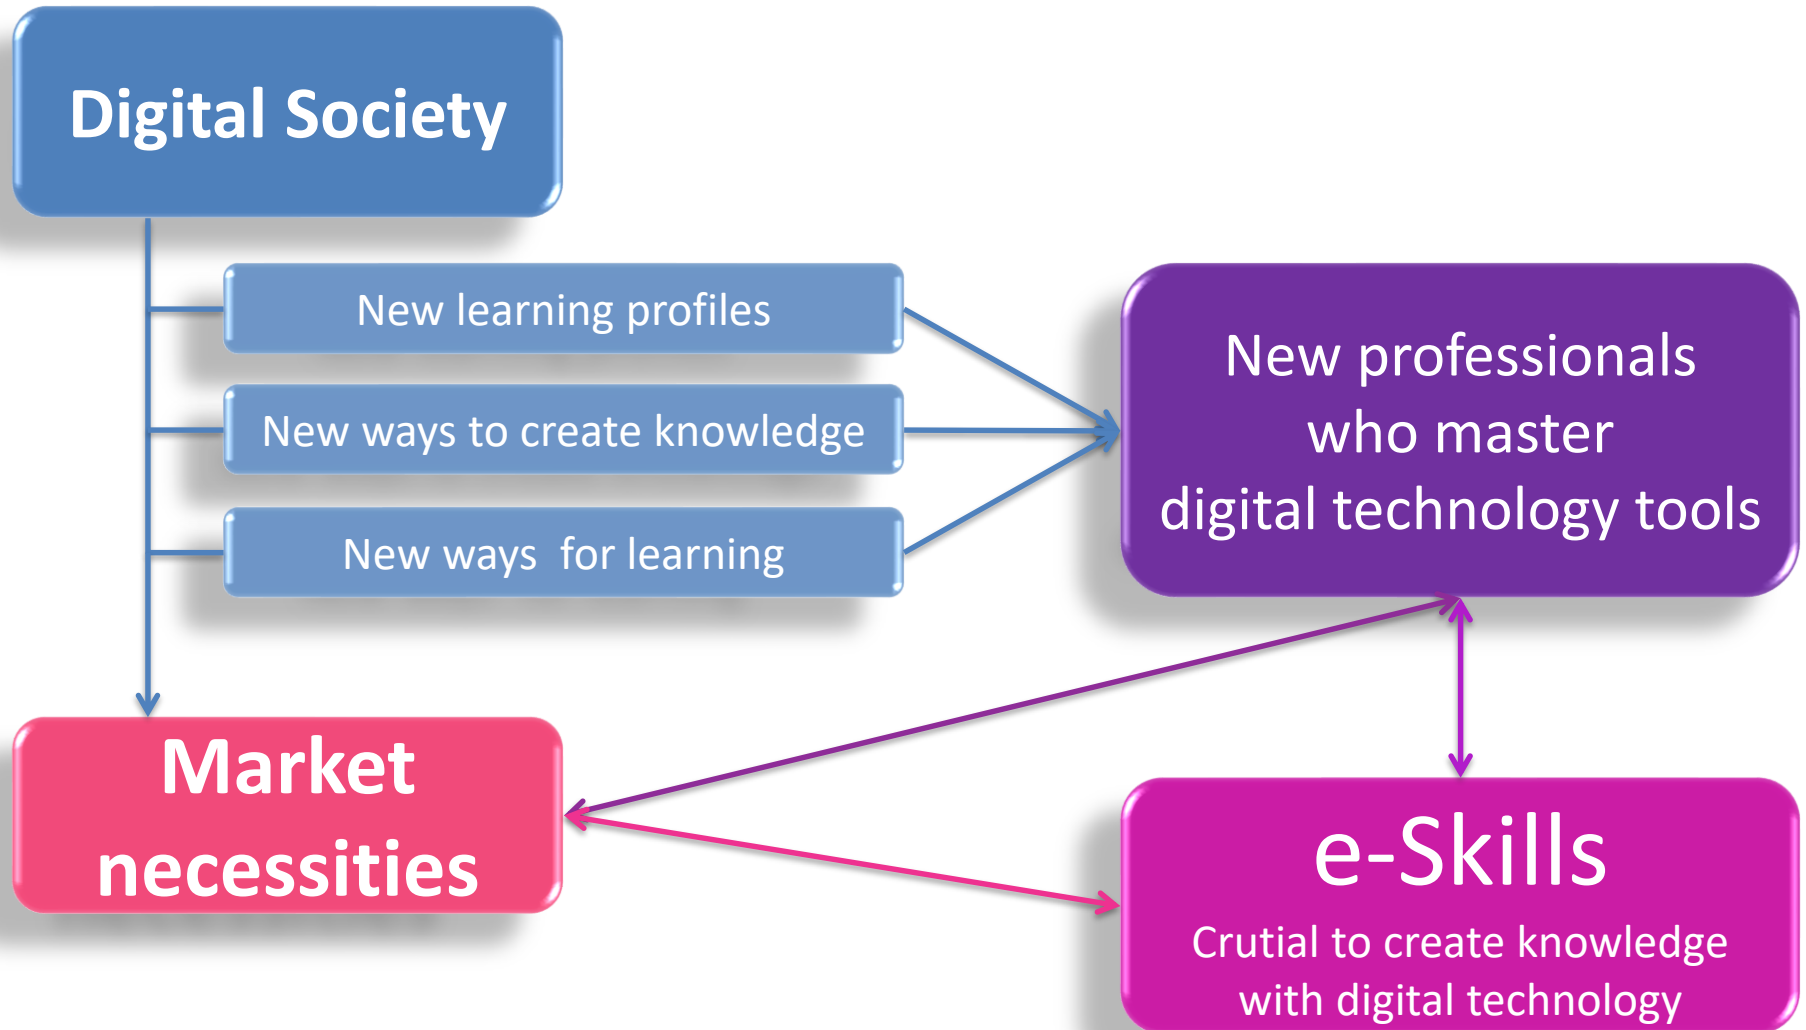 Digital Society
New learning profiles
New ways to create knowledge
New ways  for learning
New professionals
who master
digital technology tools
Market
necessities
e-Skills
Crutial to create knowledge
with digital technology